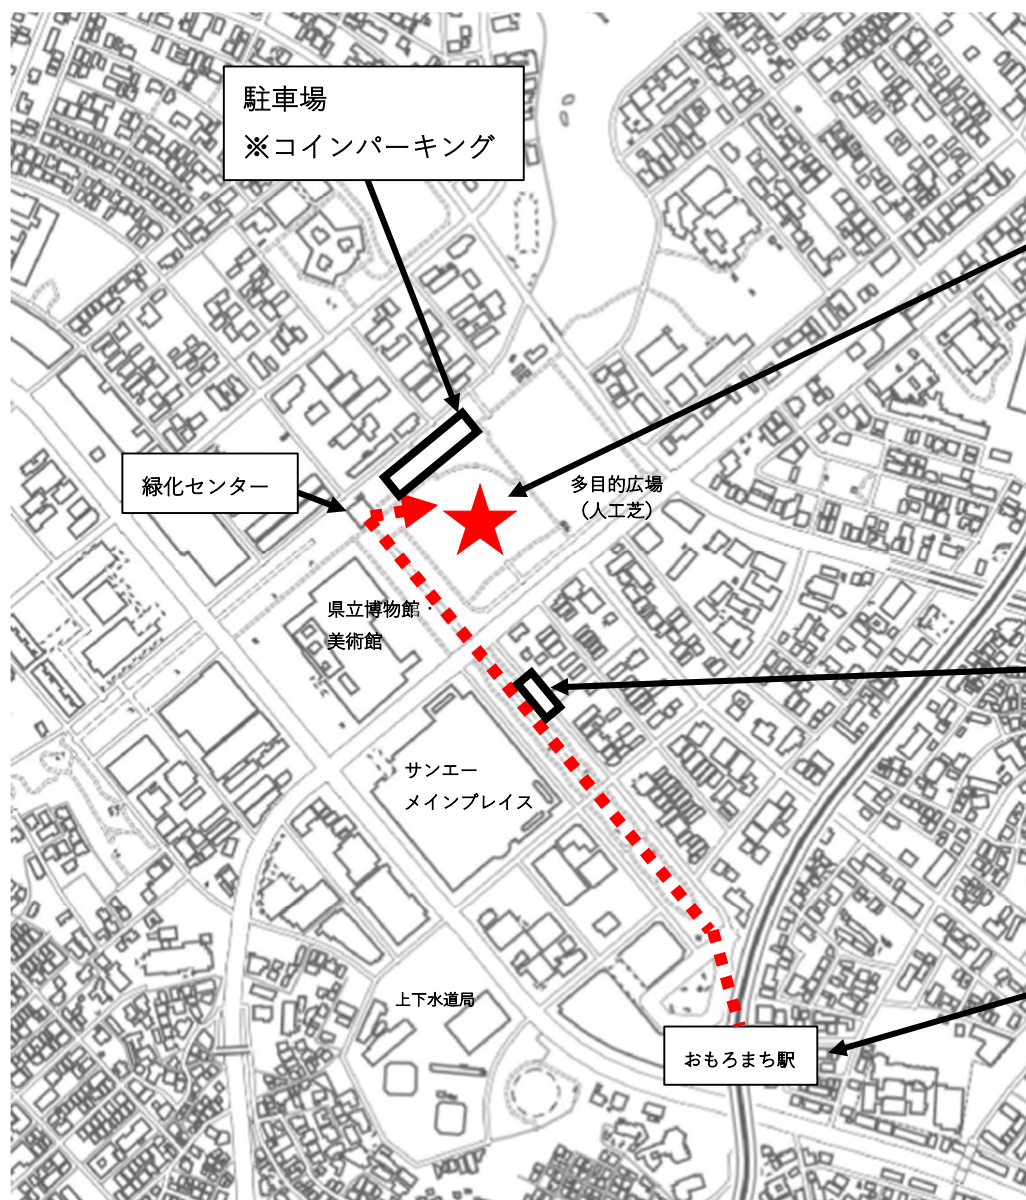 駐車場
※コインパーキング
緑化センター
多目的広場
（人工芝）
県立博物館・
美術館
サンエー
メインプレイス
上下水道局
おもろまち駅